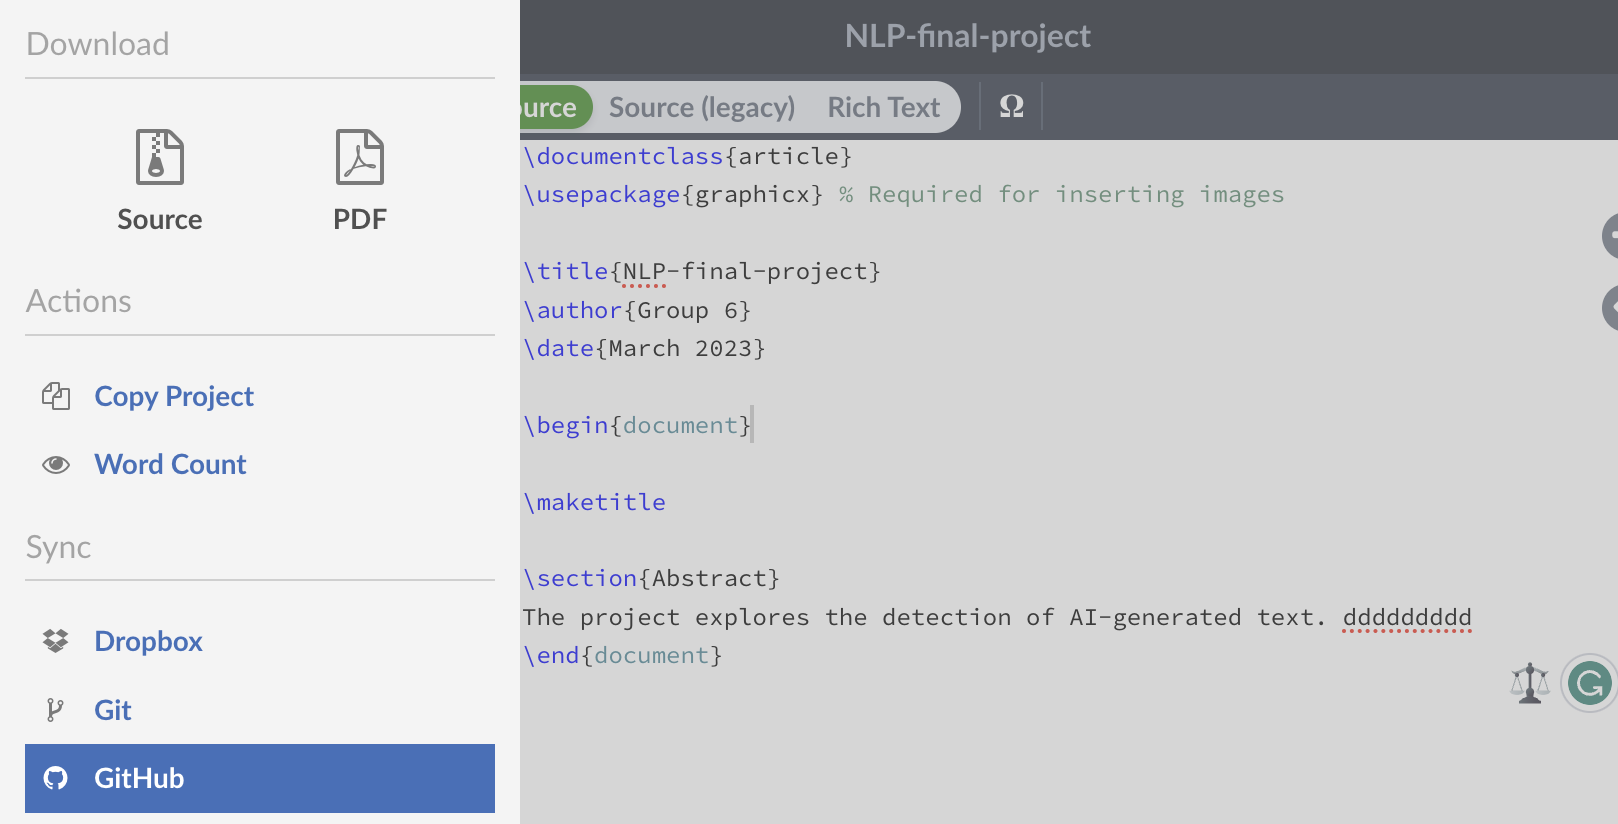 Download
Source
PDF
Actions
Copy Project
Word Count
Sync
Dropbox
Git
GitHub
NLP-final-project
Source (legacy)
Rich Text
Ω
\documentclass{article}
\usepackage{graphicx} % Required for inserting images
\title{NLP-final-project}
\author{Group 6}
\date{March 2023}
\begin{document}
\maketitle
\section{Abstract}
The project explores the detection of AI-generated text. ddddddddd
\end{document}